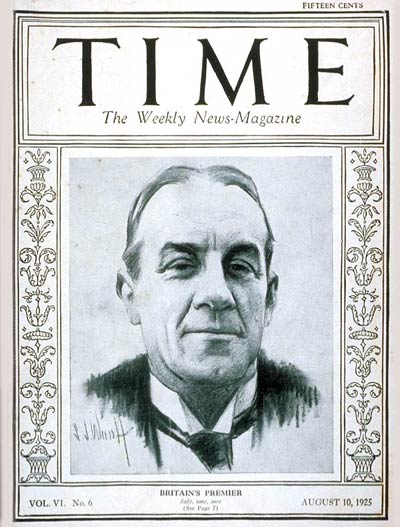 FIFTEEN CENTS
TIME
The Weekly News-Magazine
BRITAIN'S PREMIER
Safe, sane, sure
(See Page 7)
VOL. VI. No. 6
AUGUST 10, 1925